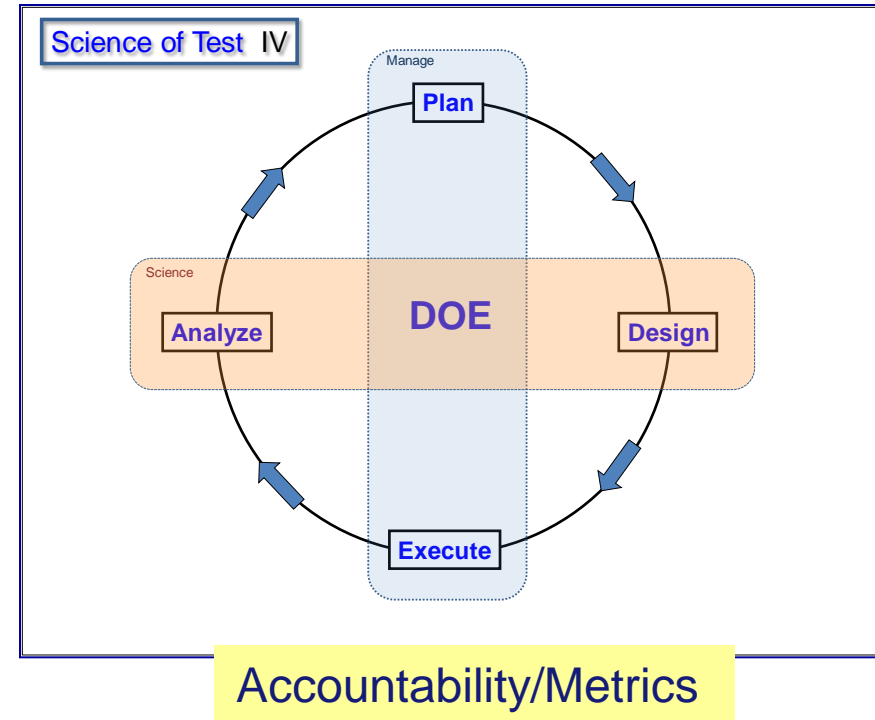 Science of Test IV
Manage
Plan
Science
DOE
Analyze
Design
Execute
Accountability/Metrics